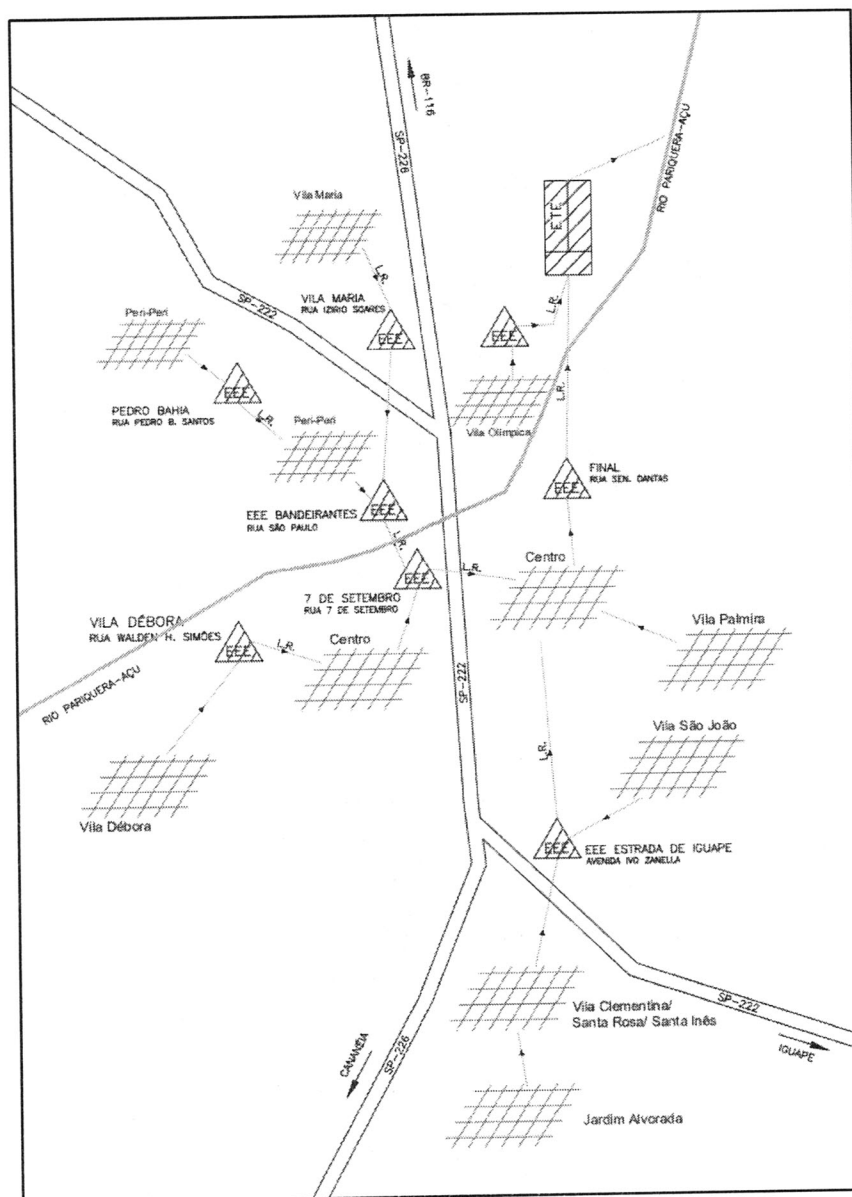 BR-116
SP-226
RIO PARIQUERA-AÇU
ETE
Vila Maria
L.R.
VILA MARIA
RUA IZIRIO SOARES
EEE
L.R.
EEE
SP-222
Peri-Peri
EEE
L.R.
PEDRO BAHIA
RUA PEDRO B. SANTOS
Peri-Peri
Vila Olímpica
L.R.
EEE
FINAL
RUA SEN. DANTAS
EEE
EEE BANDEIRANTES
RUA SÃO PAULO
L.R.
EEE
L.R.
7 DE SETEMBRO
RUA 7 DE SETEMBRO
Centro
VILA DÉBORA
RUA WALDEN H. SIMÕES
EEE
L.R.
Centro
Vila Palmira
RIO PARIQUERA-AÇU
SP-222
Vila São João
L.R.
Vila Débora
EEE
EEE ESTRADA DE IGUAPE
AVENIDA IVO ZANELLA
Vila Clementina/
Santa Rosa/ Santa Inês
SP-222
IGUAPE
CANANEIA
SP-226
Jardim Alvorada